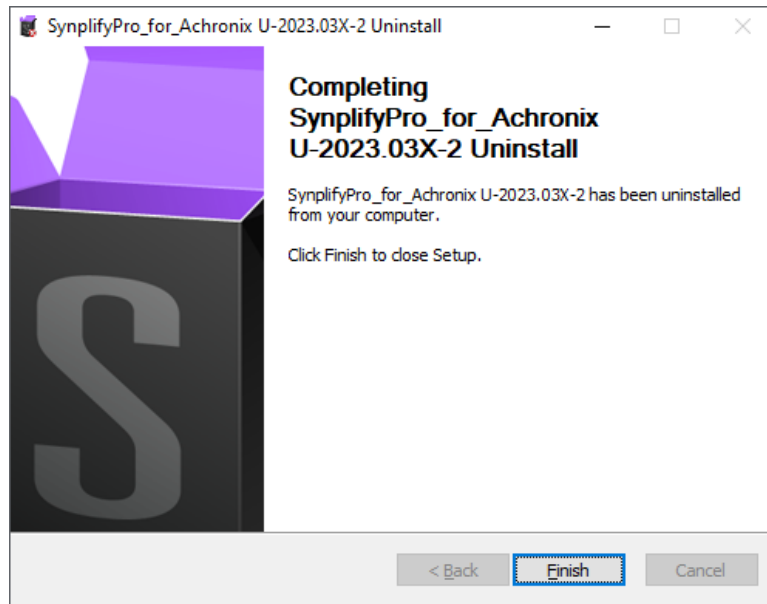 SynplifyPro_for_Achronix U-2023.03X-2 Uninstall
Completing
SynplifyPro_for_Achronix
U-2023.03X-2 Uninstall
SynplifyPro_for_Achronix U-2023.03X-2 has been uninstalled
from your computer.
Click Finish to close Setup.
S
< Back
Finish
Cancel